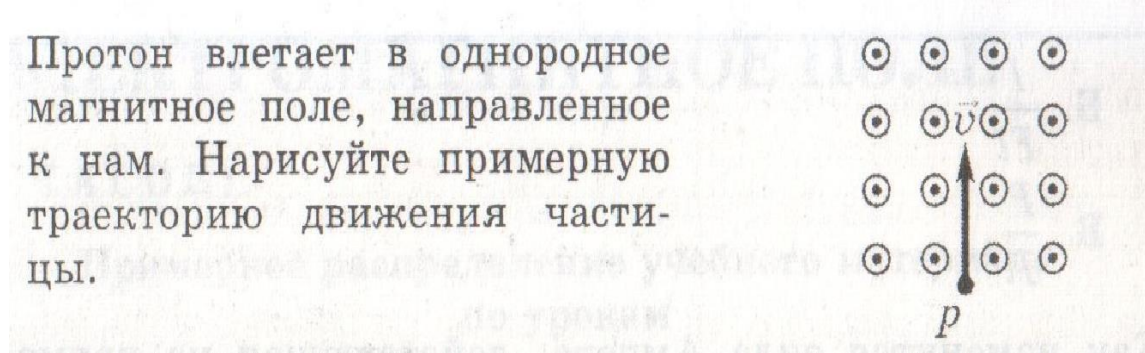 Протон влетает в однородное
магнитное поле, направленное
к нам. Нарисуйте примерную
траекторию движения части-
цы.
v
p